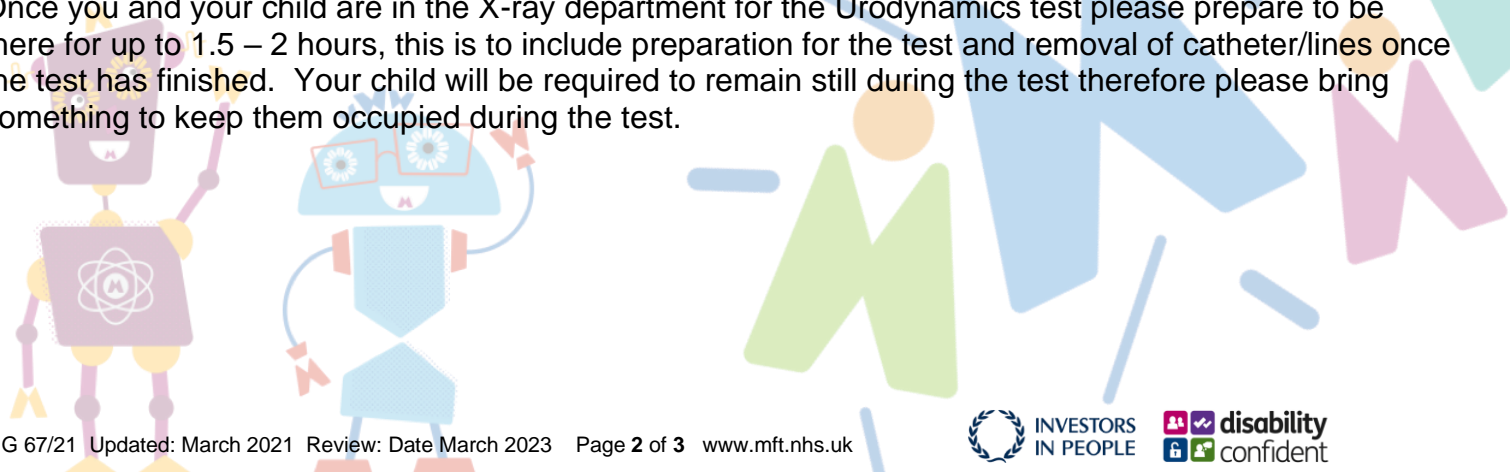 Once you and your child are in the X-ray department for the Urodynamics test please prepare to be
here for up to 1.5 – 2 hours, this is to include preparation for the test and removal of catheter/lines once
he test has finished.  Your child will be required to remain still during the test therefore please bring
omething to keep them occupied during the test.
G 67/21  Updated: March 2021  Review: Date March 2023    Page 2 of 3   www.mft.nhs.uk
INVESTORS
IN PEOPLE
disability
confident